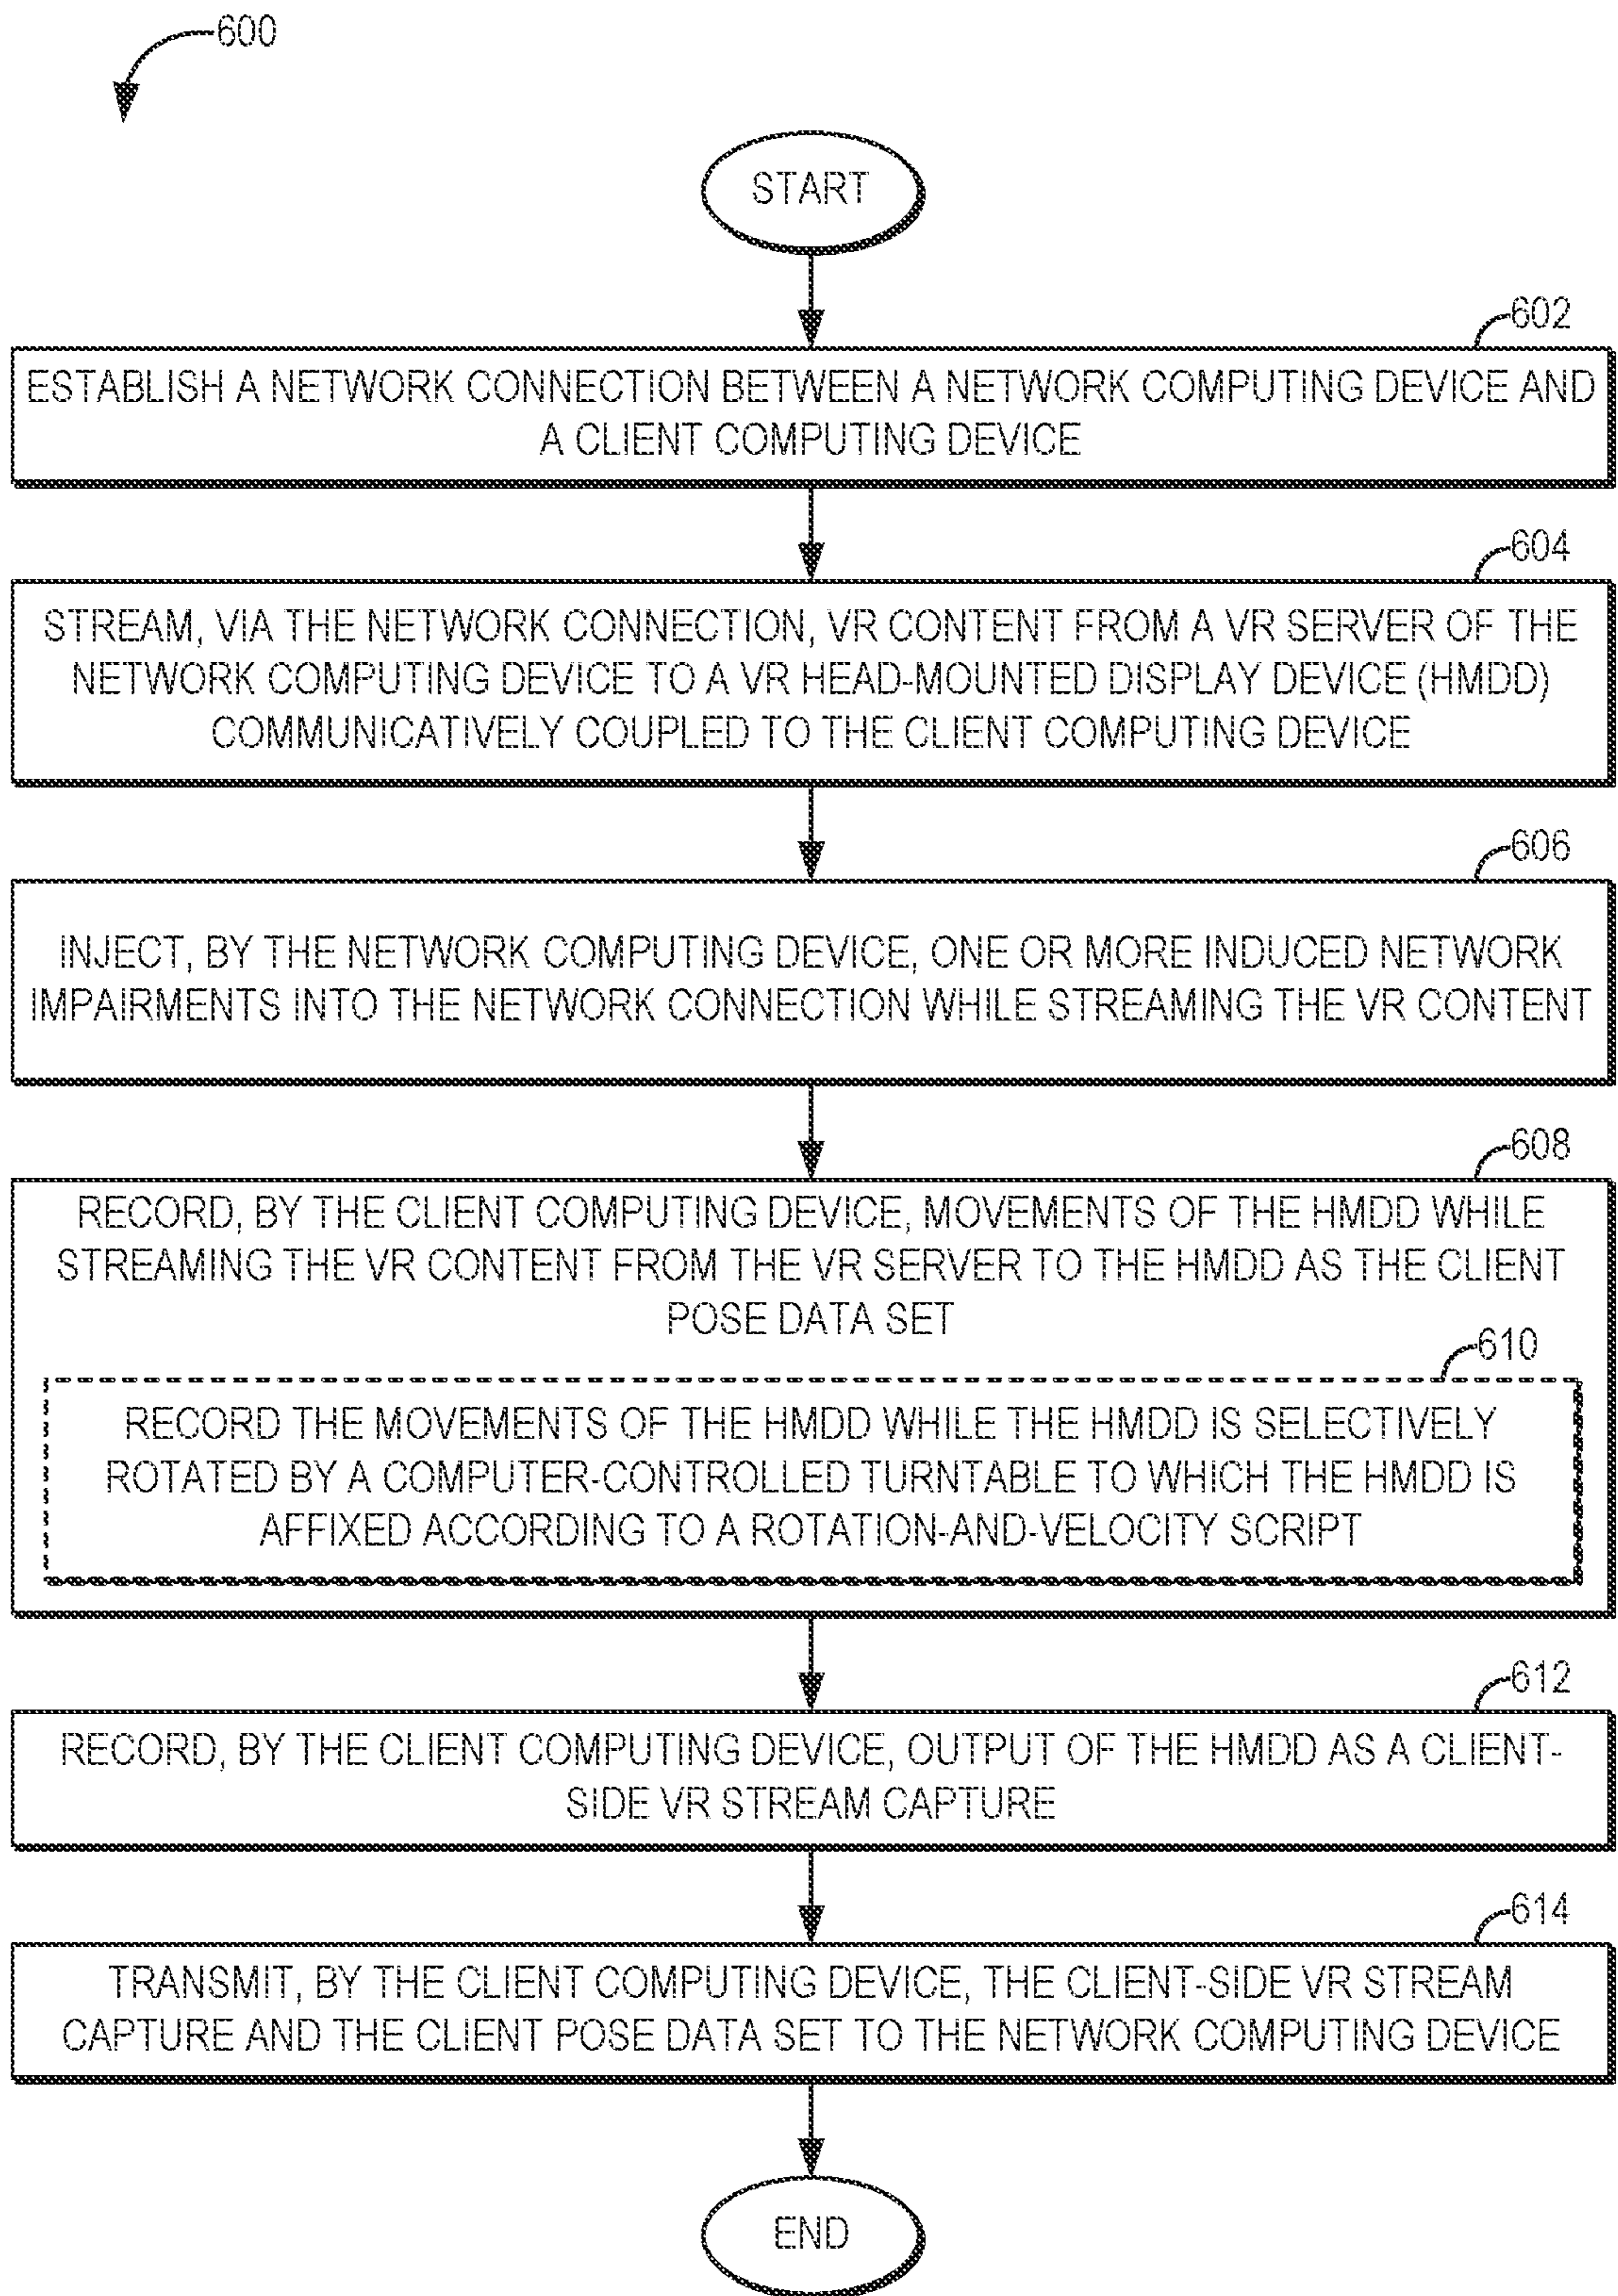 600
START
602
ESTABLISH A NETWORK CONNECTION BETWEEN A NETWORK COMPUTING DEVICE AND
A CLIENT COMPUTING DEVICE
604
STREAM, VIA THE NETWORK CONNECTION, VR CONTENT FROM A VR SERVER OF THE
NETWORK COMPUTING DEVICE TO A VR HEAD-MOUNTED DISPLAY DEVICE (HMDD)
COMMUNICATIVELY COUPLED TO THE CLIENT COMPUTING DEVICE
606
INJECT, BY THE NETWORK COMPUTING DEVICE, ONE OR MORE INDUCED NETWORK
IMPAIRMENTS INTO THE NETWORK CONNECTION WHILE STREAMING THE VR CONTENT
608
RECORD, BY THE CLIENT COMPUTING DEVICE, MOVEMENTS OF THE HMDD WHILE
STREAMING THE VR CONTENT FROM THE VR SERVER TO THE HMDD AS THE CLIENT
POSE DATA SET
610
RECORD THE MOVEMENTS OF THE HMDD WHILE THE HMDD IS SELECTIVELY
ROTATED BY A COMPUTER-CONTROLLED TURNTABLE TO WHICH THE HMDD IS
AFFIXED ACCORDING TO A ROTATION-AND-VELOCITY SCRIPT
612
RECORD, BY THE CLIENT COMPUTING DEVICE, OUTPUT OF THE HMDD AS A CLIENT-
SIDE VR STREAM CAPTURE
614
TRANSMIT, BY THE CLIENT COMPUTING DEVICE, THE CLIENT-SIDE VR STREAM
CAPTURE AND THE CLIENT POSE DATA SET TO THE NETWORK COMPUTING DEVICE
END